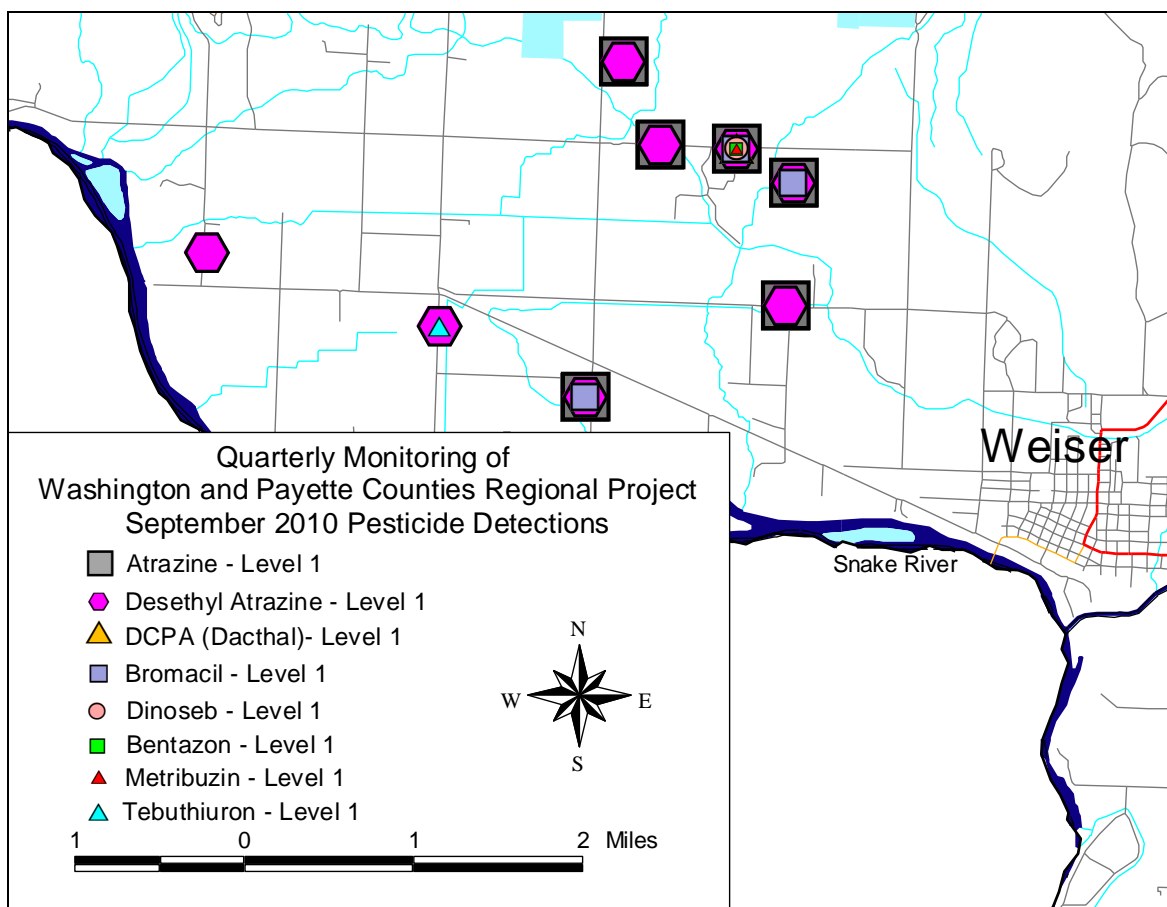 Weiser
Snake River
Quarterly Monitoring of
Washington and Payette Counties Regional Project
September 2010 Pesticide Detections
Atrazine - Level 1
Desethyl Atrazine - Level 1
DCPA (Dacthal)- Level 1
Bromacil - Level 1
Dinoseb - Level 1
Bentazon - Level 1
Metribuzin - Level 1
Tebuthiuron - Level 1
N
W E
S
1 0 1 2 Miles